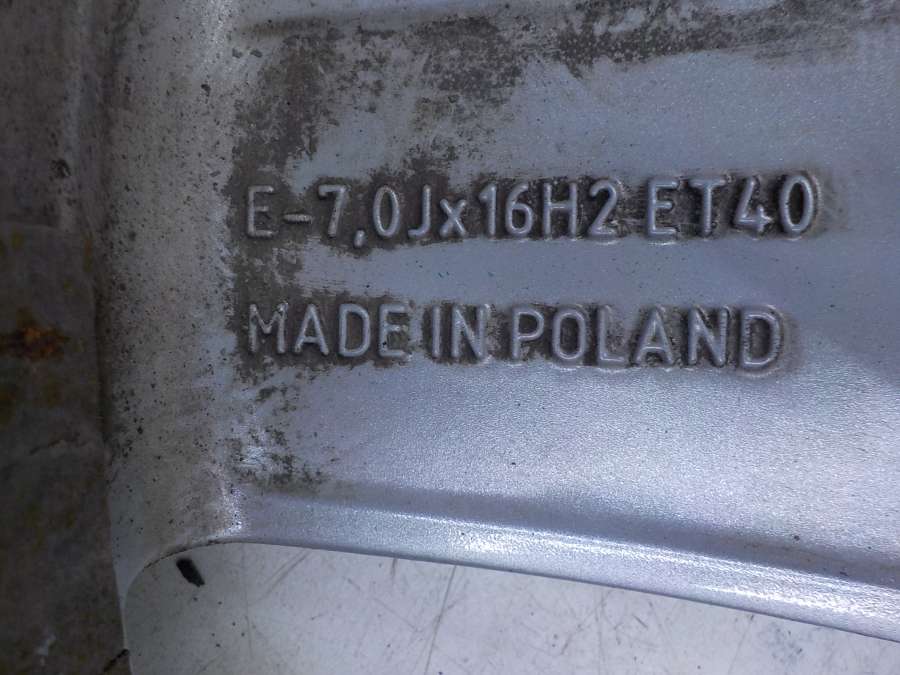 E-7,0Jx16H2 ET40
MADE IN POLAND